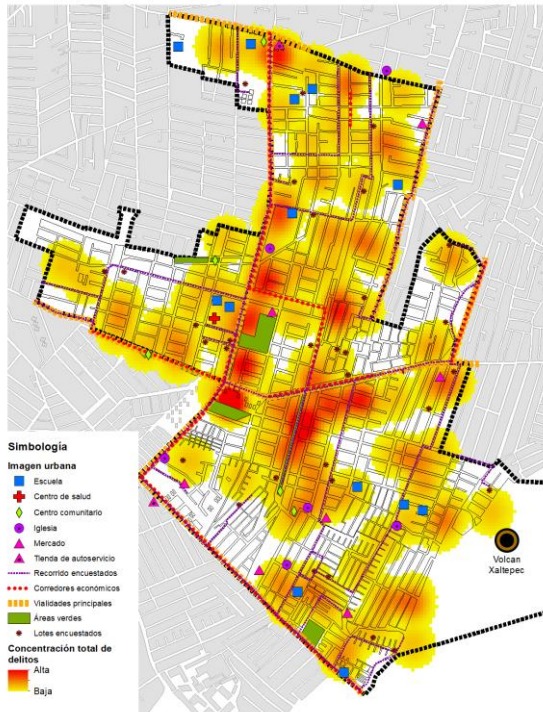 Simbología
Imagen urbana
Escuela
Centro de salud
Centro comunitario
Iglesia
Mercado
Tienda de autoservicio
Recorrido encuestados
Corredores económicos
Vialidades principales
Áreas verdes
Lotes encuestados
Concentración total de
delitos
Alta
Baja
Volcan
Xaltepec